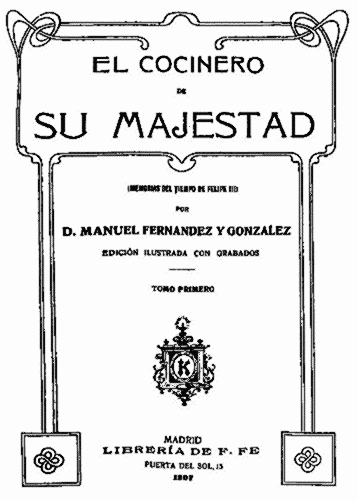 EL COCINERO
DE
SU MAJESTAD
(MEMORIAS DEL TIEMPO DE FELIPE III)
POR
D. MANUEL FERNANDEZ Y GONZALEZ
EDICIÓN ILUSTRADA CON GRABADOS
TOMO PRIMERO
K
MADRID
LIBRERÍA DE F. FE
PUERTA DEL SOL, 15
1907